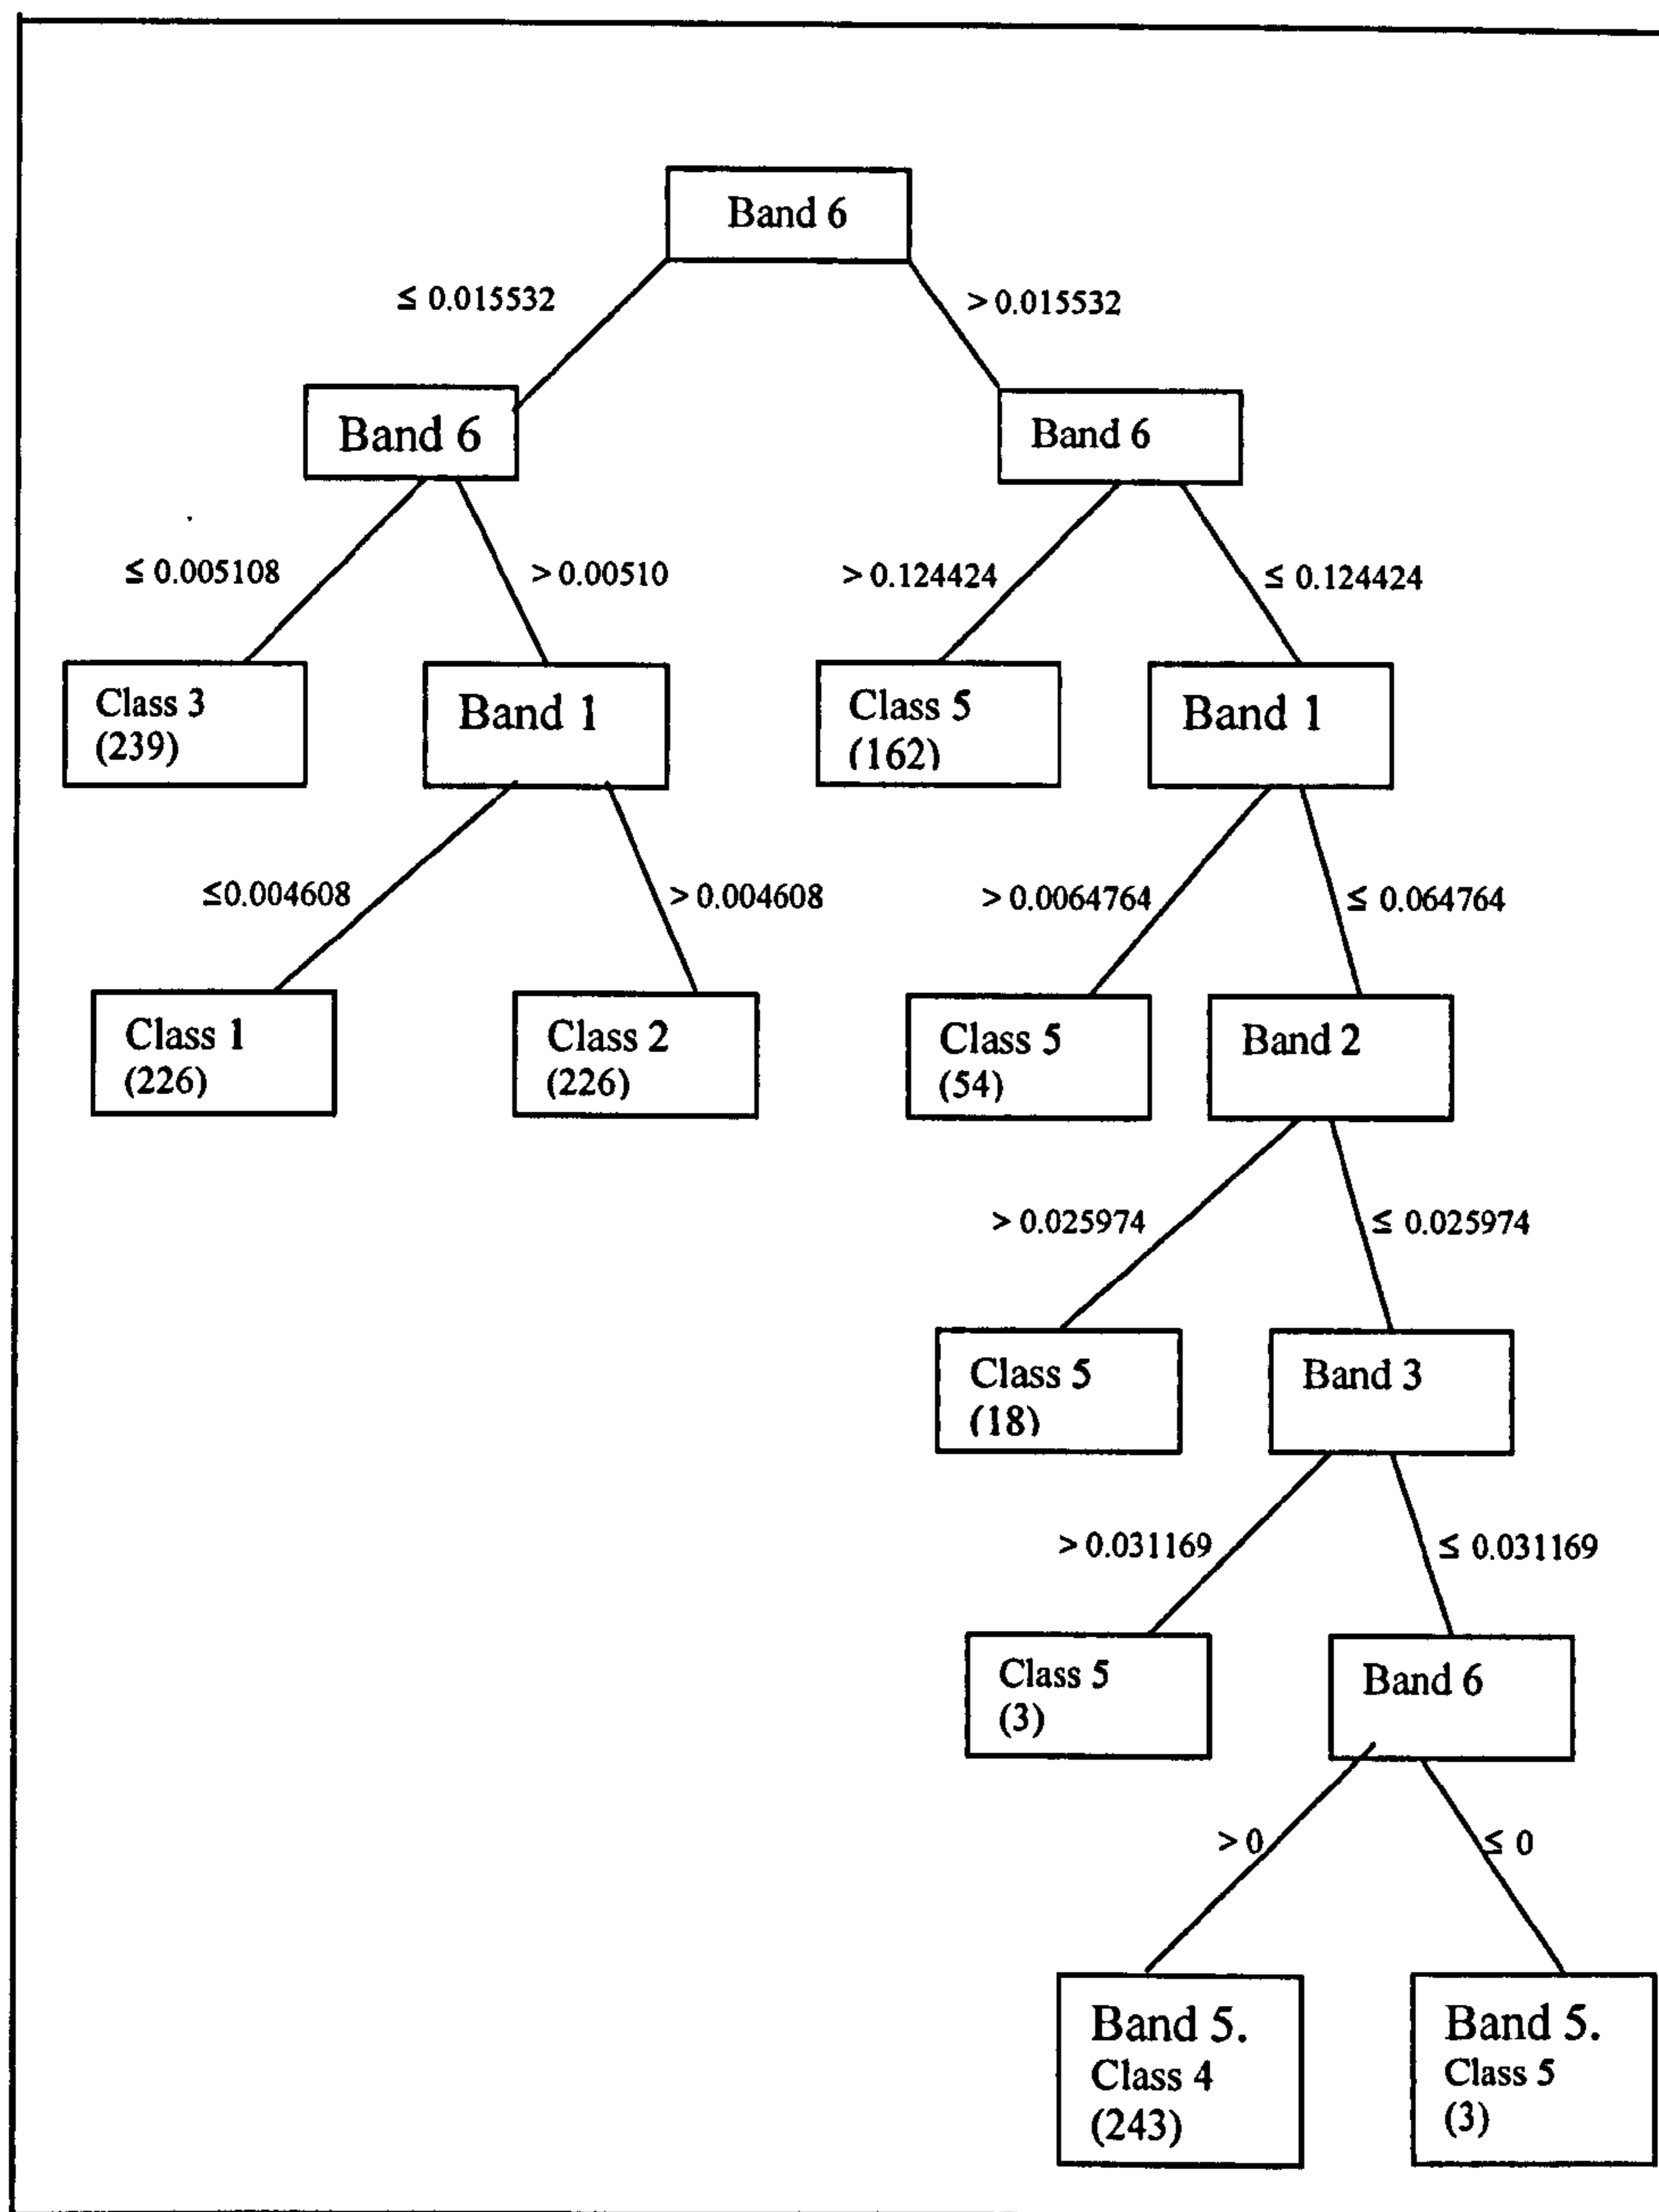 Band 6
≤ 0.015532
> 0.015532
Band 6
Band 6
≤ 0.005108
> 0.00510
> 0.124424
≤ 0.124424
Class 3
(239)
Band 1
Class 5
(162)
Band 1
≤0.004608
> 0.004608
> 0.0064764
≤ 0.064764
Class 1
(226)
Class 2
(226)
Class 5
(54)
Band 2
> 0.025974
≤ 0.025974
Class 5
(18)
Band 3
> 0.031169
≤ 0.031169
Class 5
(3)
Band 6
> 0
≤ 0
Band 5.
Class 4
(243)
Band 5.
Class 5
(3)